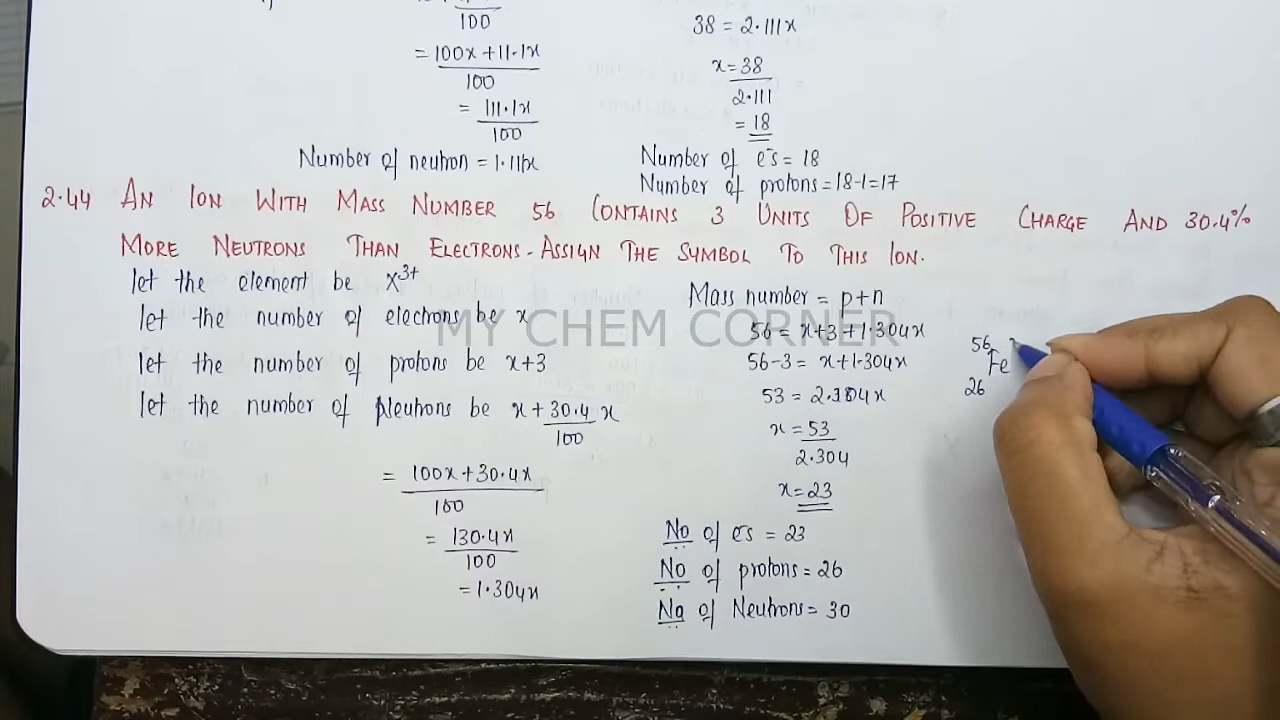 100
= 100x + 11.1x
100
= 111.1x
100
Number of neutron = 1.111x
38 = 2.111x
x = 38
2.111
= 18
Number of e⁻s = 18
Number of protons = 18-1 = 17
2.44 AN ION WITH MASS NUMBER 56 CONTAINS 3 UNITS OF POSITIVE CHARGE AND 30.4%
MORE NEUTRONS THAN ELECTRONS. ASSIGN THE SYMBOL TO THIS ION.
let the element be X³⁺
let the number of electrons be x
let the number of protons be x+3
let the number of Neutrons be x + 30.4 x
100
= 100x + 30.4x
100
= 130.4x
100
= 1.304x
Mass number = p+n
56 = x+3+1.304x
56-3 = x+1.304x
53 = 2.304x
x = 53
2.304
x = 23
No of e⁻s = 23
No of protons = 26
No of Neutrons = 30
56
Fe
26
MY CHEM CORNER